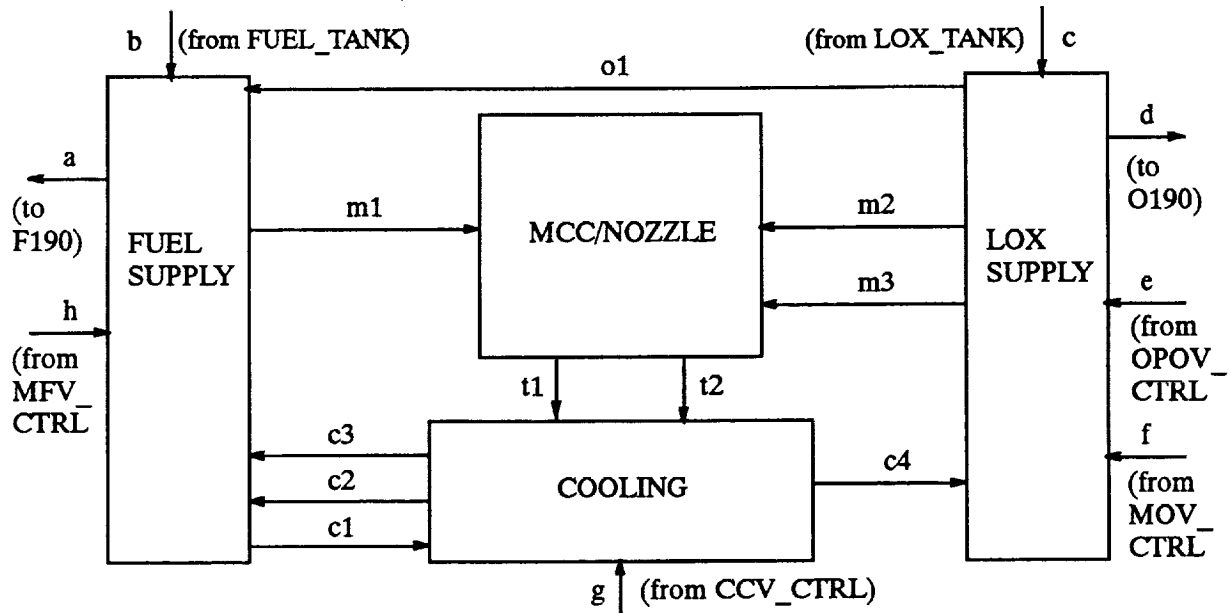 b
(from FUEL_TANK)
(from LOX_TANK)
c
o1
a
(to
F190)
d
(to
O190)
m1
MCC/NOZZLE
m2
FUEL
SUPPLY
LOX
SUPPLY
m3
h
(from
MFV_
CTRL
e
(from
OPOV_
CTRL
t1
t2
c3
c2
c1
COOLING
c4
f
(from
MOV_
CTRL)
g
(from CCV_CTRL)